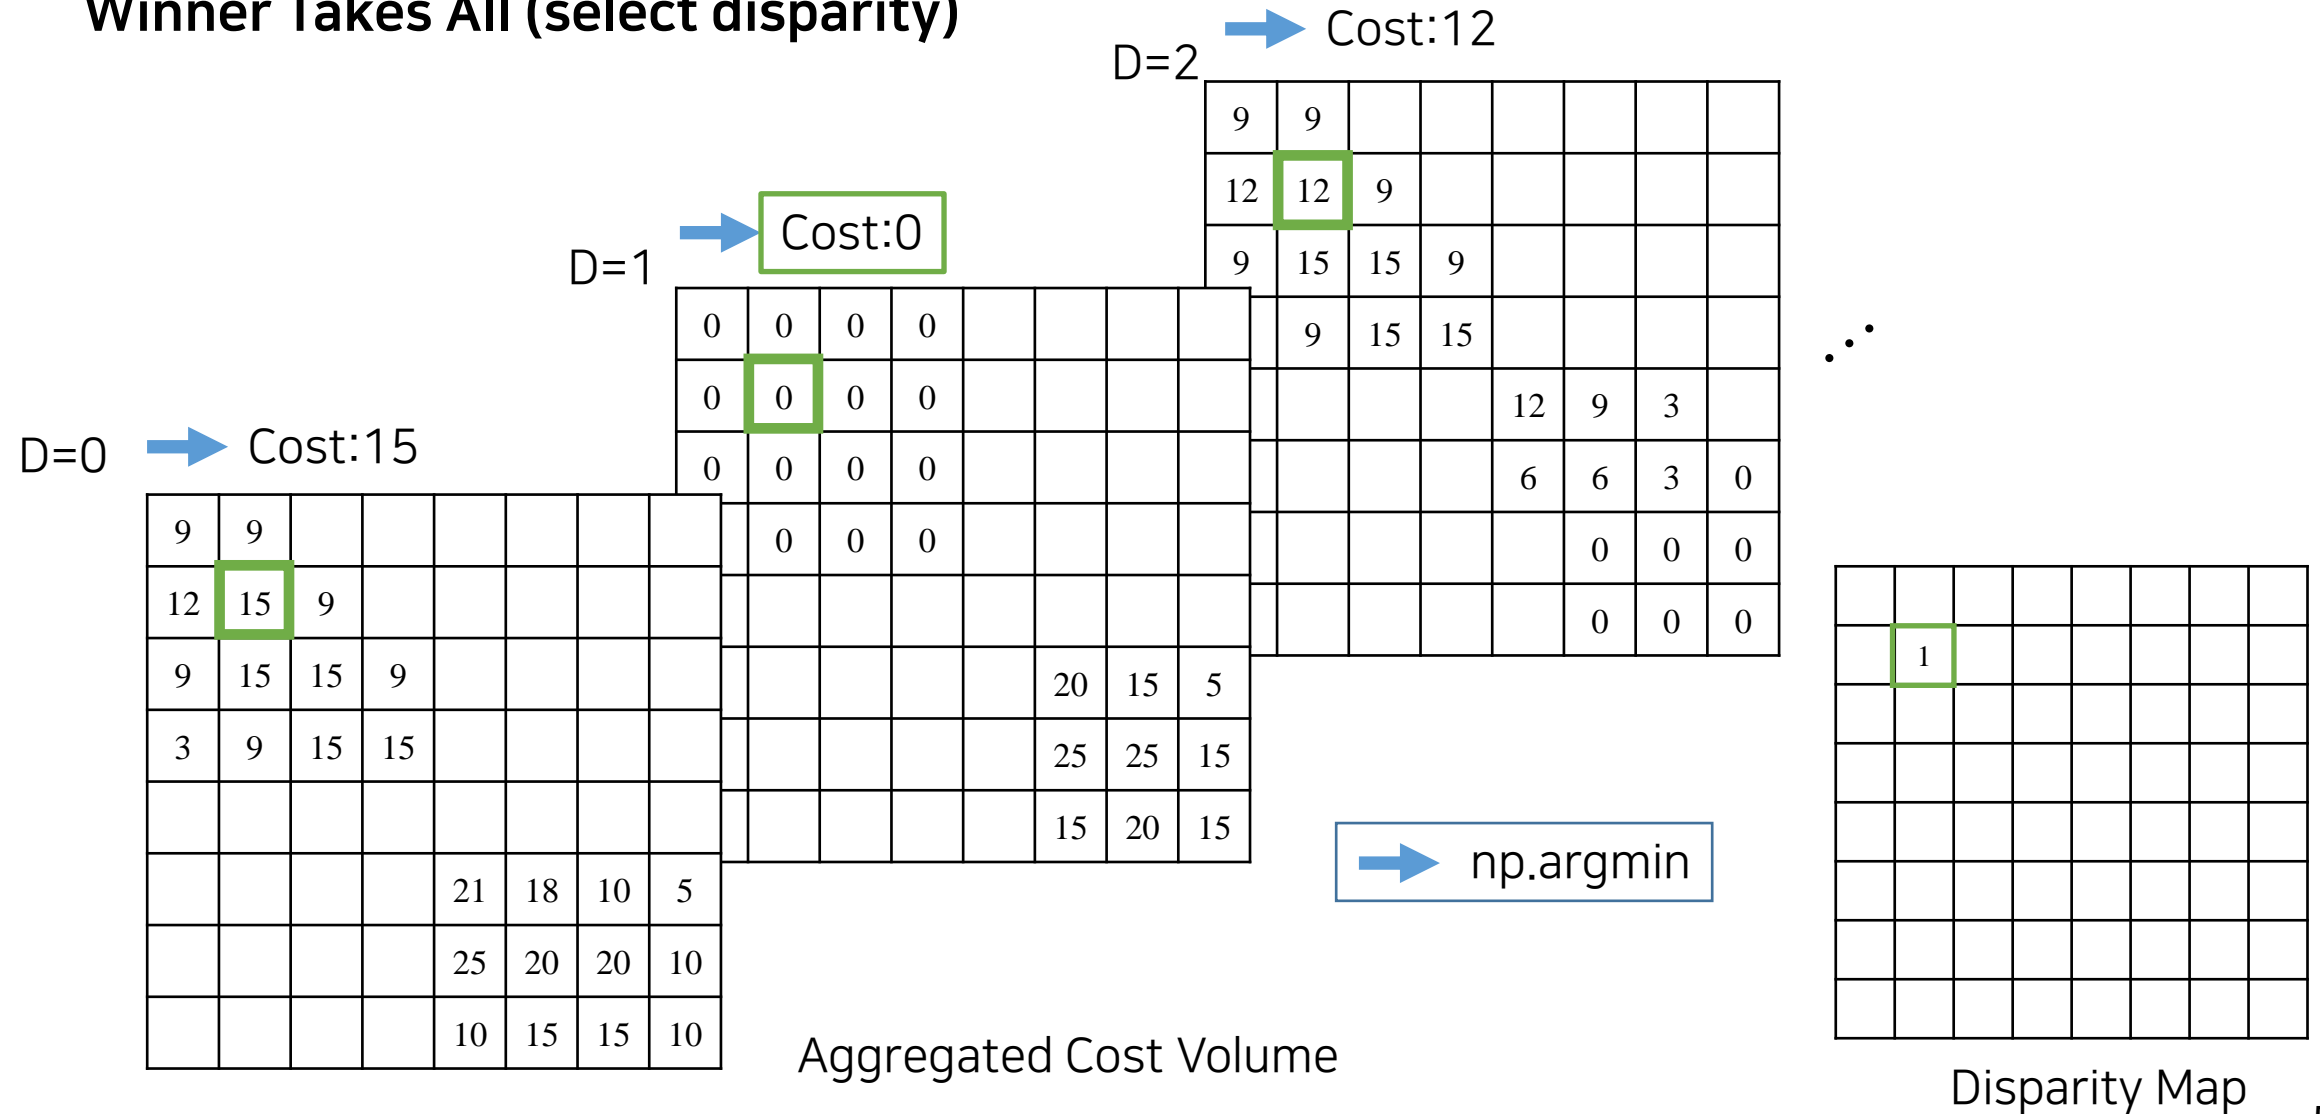 Winner Takes All (select disparity)
D=2
Cost:12
9 9
12 12 9
9 15 15 9
9 15 15
12 9 3
6 6 3 0
0 0 0
0 0 0
D=1
Cost:0
0 0 0 0
0 0 0 0
0 0 0 0
0 0 0
20 15 5
25 25 15
15 20 15
D=0
Cost:15
9 9
12 15 9
9 15 15 9
3 9 15 15
21 18 10 5
25 20 20 10
10 15 15 10
Aggregated Cost Volume
np.argmin
1
Disparity Map